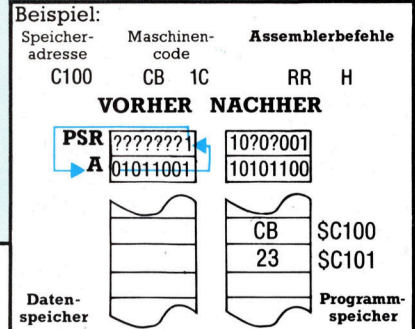 Beispiel:
Speicher- Maschinen- Assemblerbefehle
adresse code
C100 CB 1C RR H
VORHER NACHHER
PSR ???????1 10?0?001
A 01011001 10101100
CB $C100
23 $C101
Daten- Programm-
speicher speicher